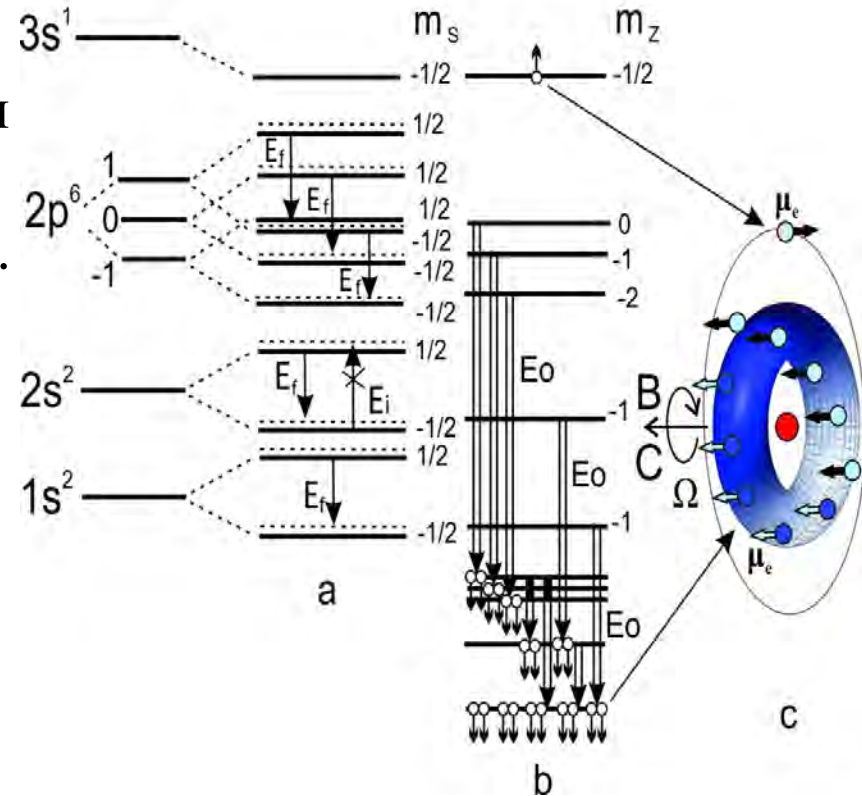 3s¹
m_s
m_z
-1/2
-1/2
I
1/2
E_f
1
1/2
E_f
2p⁶
0
1/2
0
-1/2
-1
.
-1
-1/2
E_f
-2
-1/2
μ_e
1/2
Eo
2s²
E_f
E_i
-1
B
-1/2
C
1/2
Eo
Ω
1s²
E_f
-1
-1/2
μ_e
a
Eo
c
b